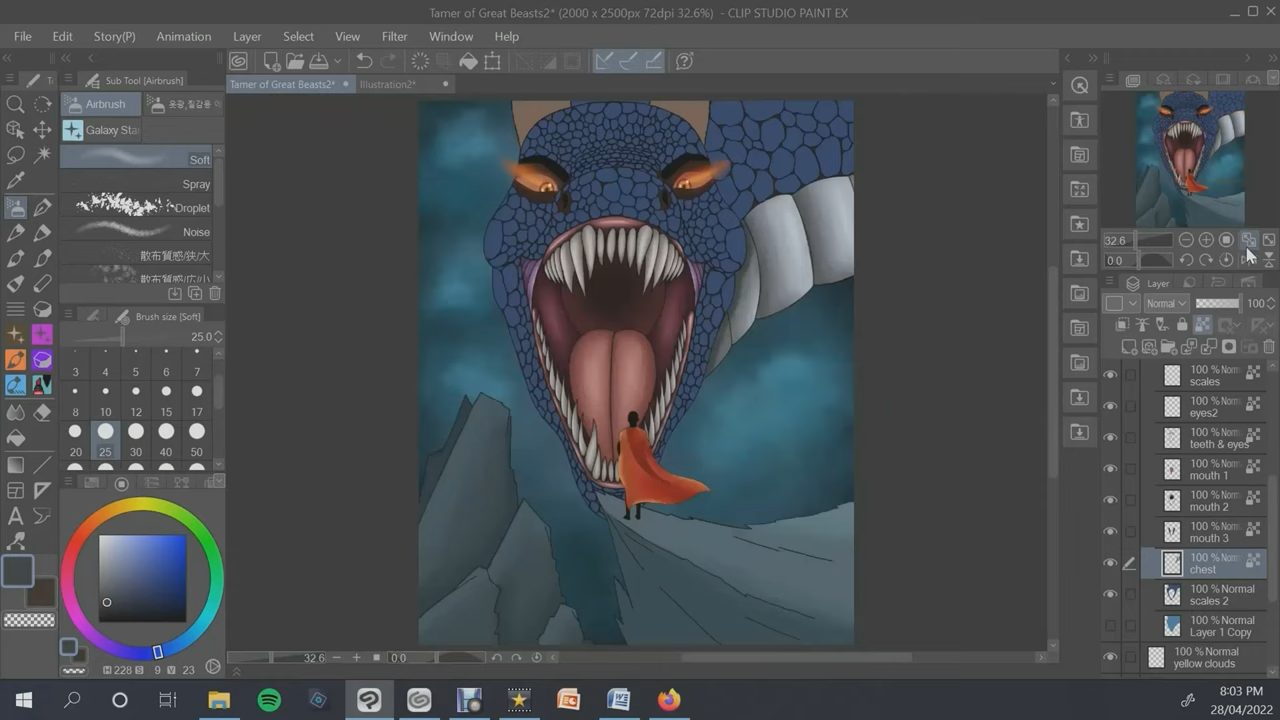 Tamer of Great Beasts2* (2000 x 2500px 72dpi 32.6%) - CLIP STUDIO PAINT EX
File Edit Story(P) Animation Layer Select View Filter Window Help
Sub Tool [Airbrush]
Tamer of Great Beasts2* Illustration2*
Airbrush
Galaxy Sta
Soft
Spray
Droplet
Noise
散布質感/狭/大
Brush size [Soft]
25.0
3 4 5 6 7
8 10 12 15 17
20 25 30 40 50
H 228 S 9 V 23
32.6 0 0
32.6
0 0
Layer
Normal 100
100 % Norm
scales
100 % Norm
eyes2
100 % Norm
teeth & eyes
100 % Norm
mouth 1
100 % Norm
mouth 2
100 % Norm
mouth 3
100 % Norm
chest
100 % Normal
scales 2
100 % Normal
Layer 1 Copy
100 % Normal
yellow clouds
8:03 PM
28/04/2022